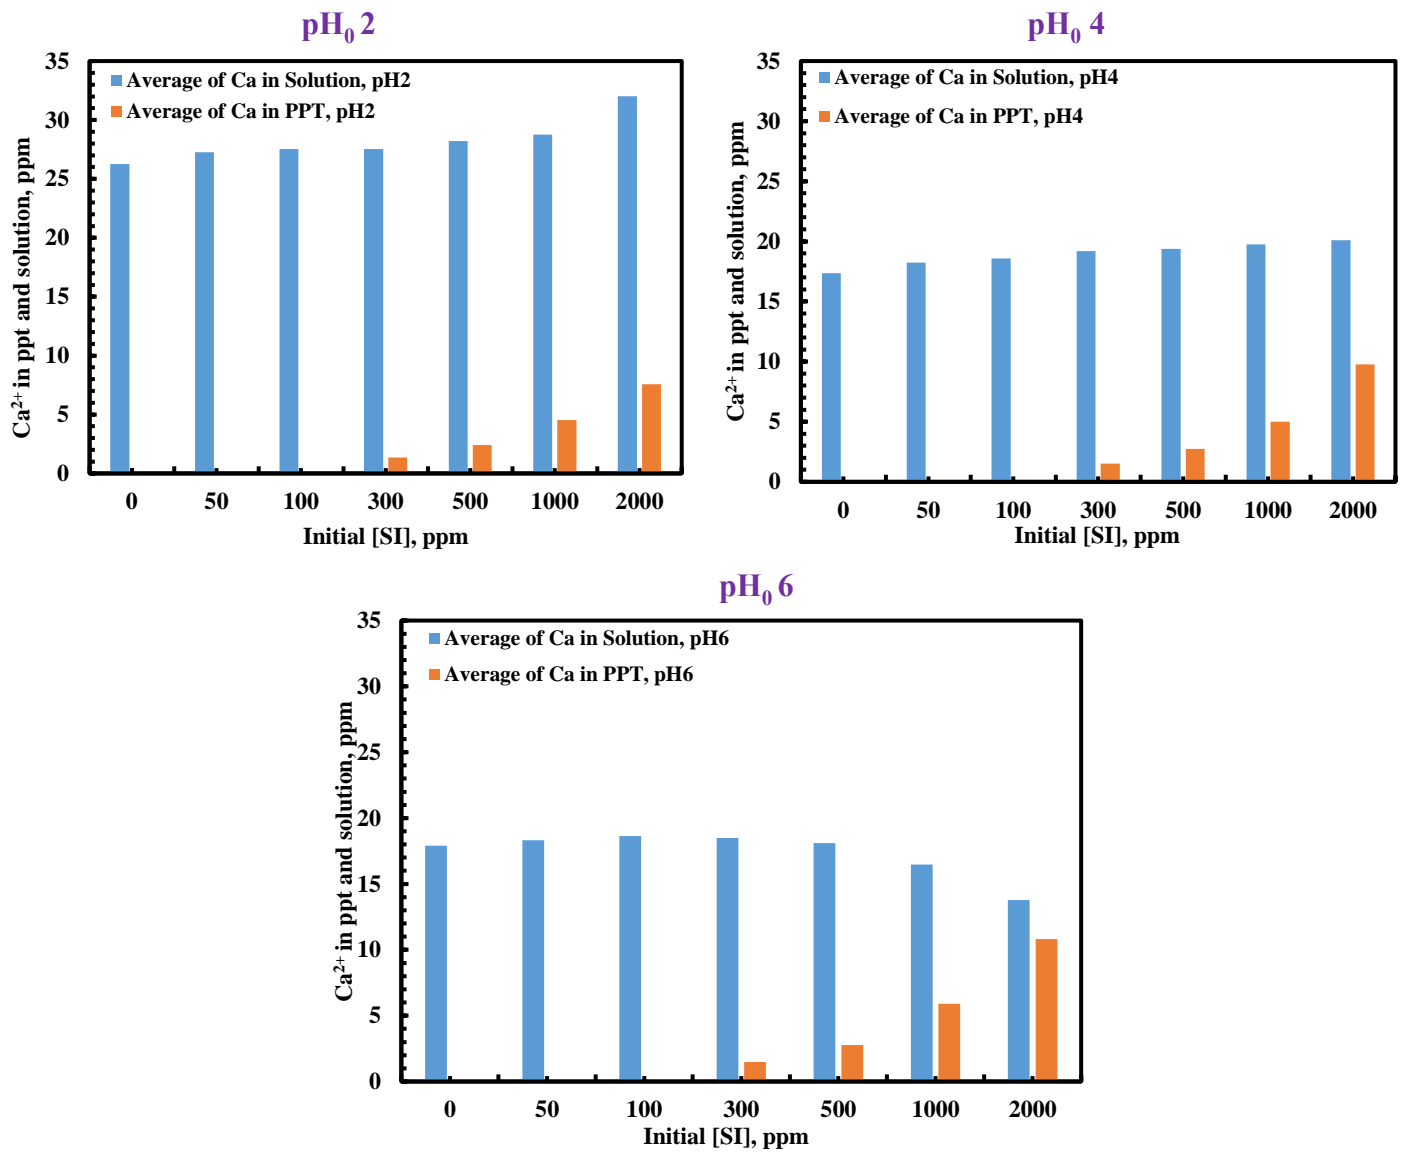 pH₀ 2
Average of Ca in Solution, pH2
Average of Ca in PPT, pH2
Ca²⁺ in ppt and solution, ppm
35
30
25
20
15
10
5
0
0 50 100 300 500 1000 2000
Initial [SI], ppm
pH₀ 4
Average of Ca in Solution, pH4
Average of Ca in PPT, pH4
Ca²⁺ in ppt and solution, ppm
35
30
25
20
15
10
5
0
0 50 100 300 500 1000 2000
Initial [SI], ppm
pH₀ 6
Average of Ca in Solution, pH6
Average of Ca in PPT, pH6
Ca²⁺ in ppt and solution, ppm
35
30
25
20
15
10
5
0
0 50 100 300 500 1000 2000
Initial [SI], ppm